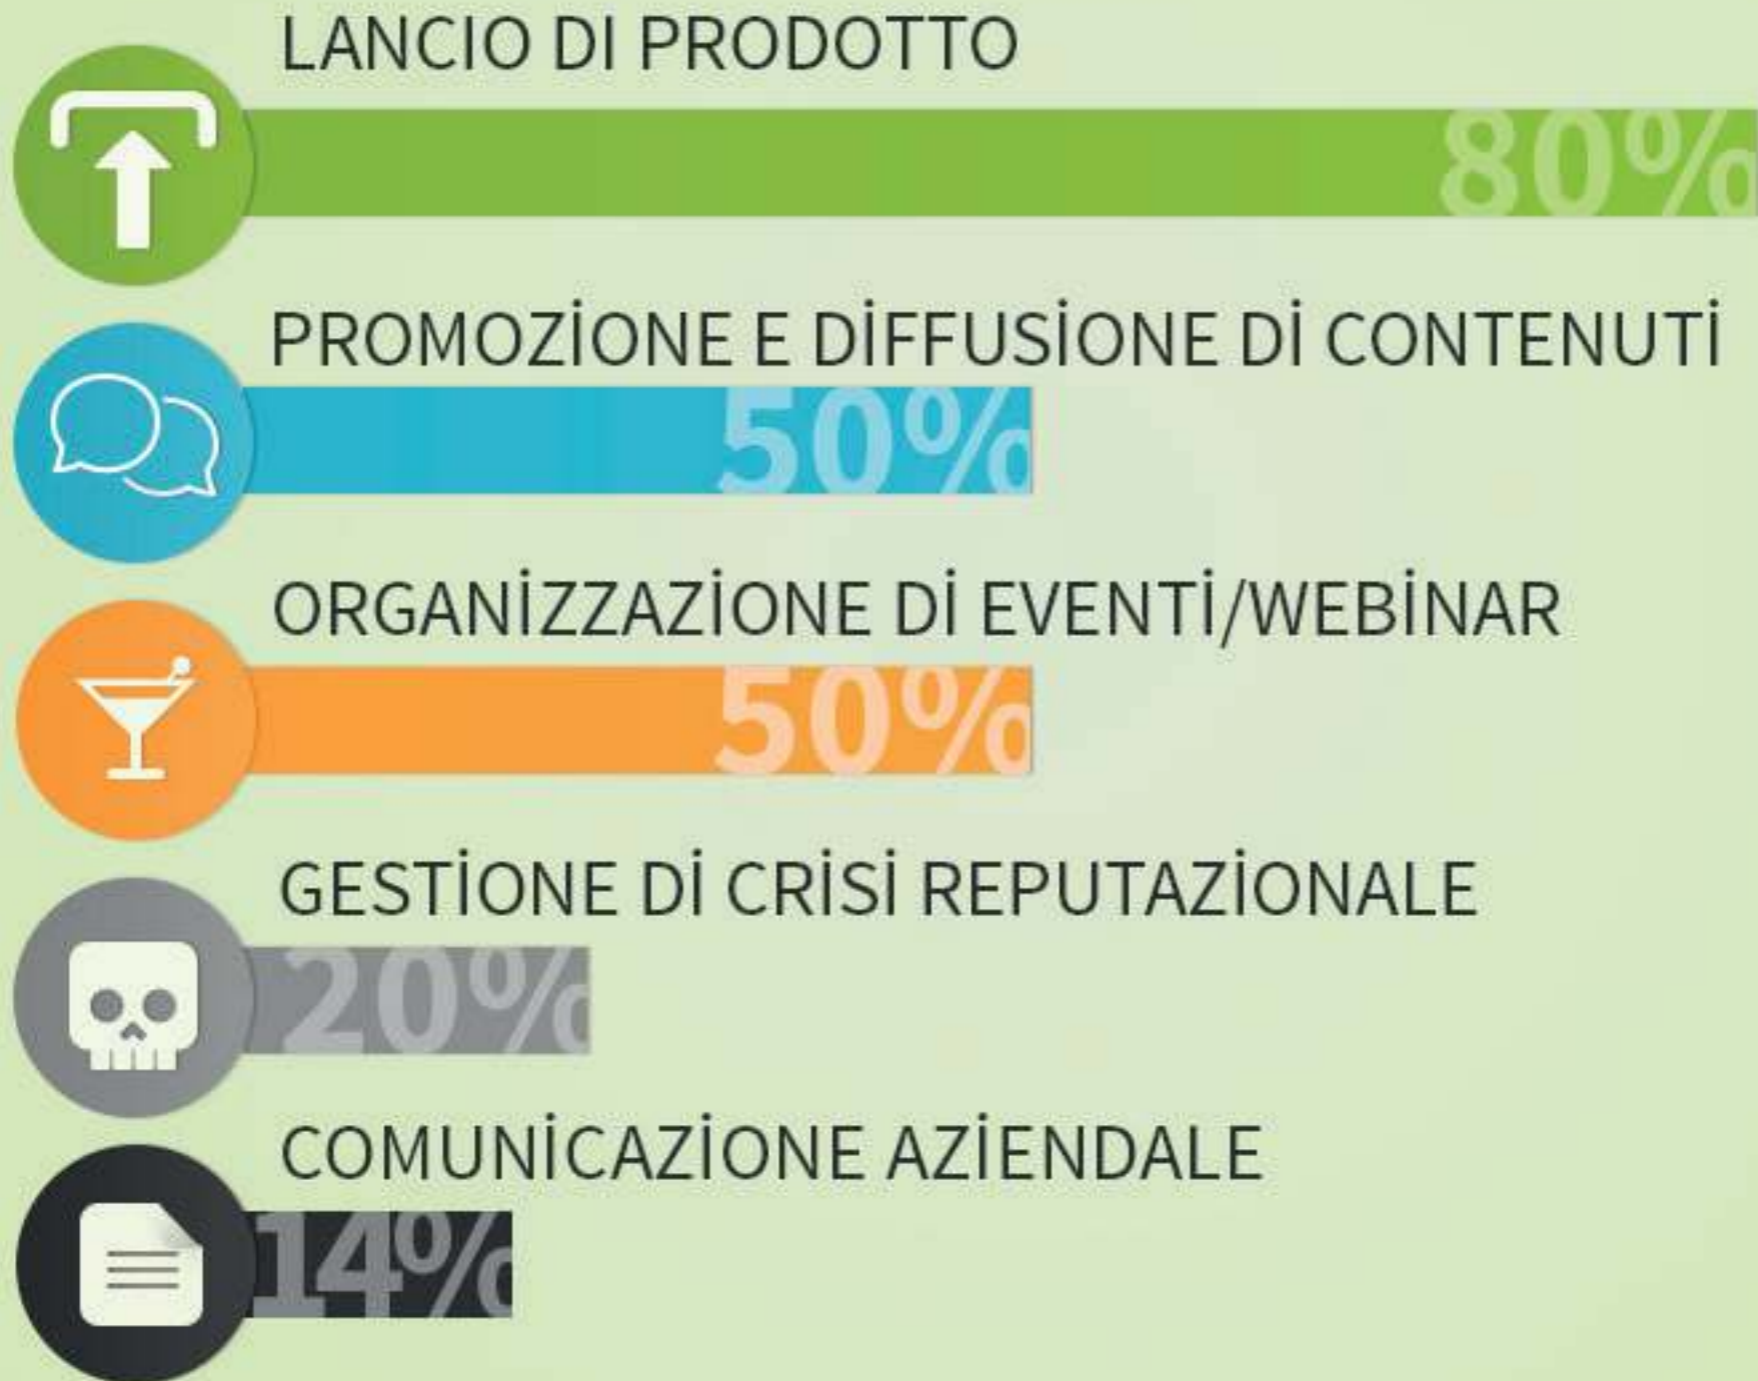 LANCIO DI PRODOTTO
80%
PROMOZİONE E DİFFUSİONE Dİ CONTENUTİ
50%
ORGANİZZAZİONE Dİ EVENTİ/WEBİNAR
50%
GESTİONE Dİ CRİSİ REPUTAZİONALE
20%
COMUNİCAZİONE AZİENDALE
14%